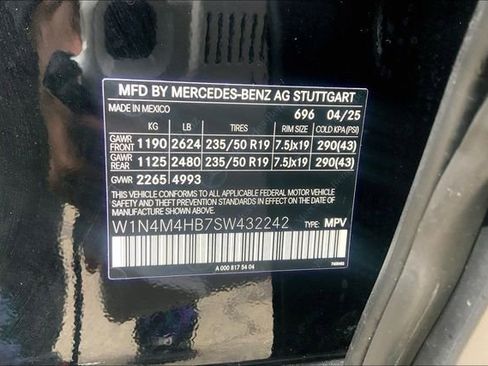 MFD BY MERCEDES-BENZ AG STUTTGART
MADE IN MEXICO 696 04/25
KG LB TIRES RIM SIZE COLD KPA (PSI)
GAWR FRONT 1190 2624 235/50 R19 7.5Jx19 290(43)
GAWR REAR 1125 2480 235/50 R19 7.5Jx19 290(43)
GVWR 2265 4993
THIS VEHICLE CONFORMS TO ALL APPLICABLE FEDERAL MOTOR VEHICLE
SAFETY, BUMPER, AND THEFT PREVENTION STANDARDS IN EFFECT ON THE
DATE OF MANUFACTURE SHOWN ABOVE.
W1N4M4HB7SW432242 TYPE: MPV
A 000 817 54 04